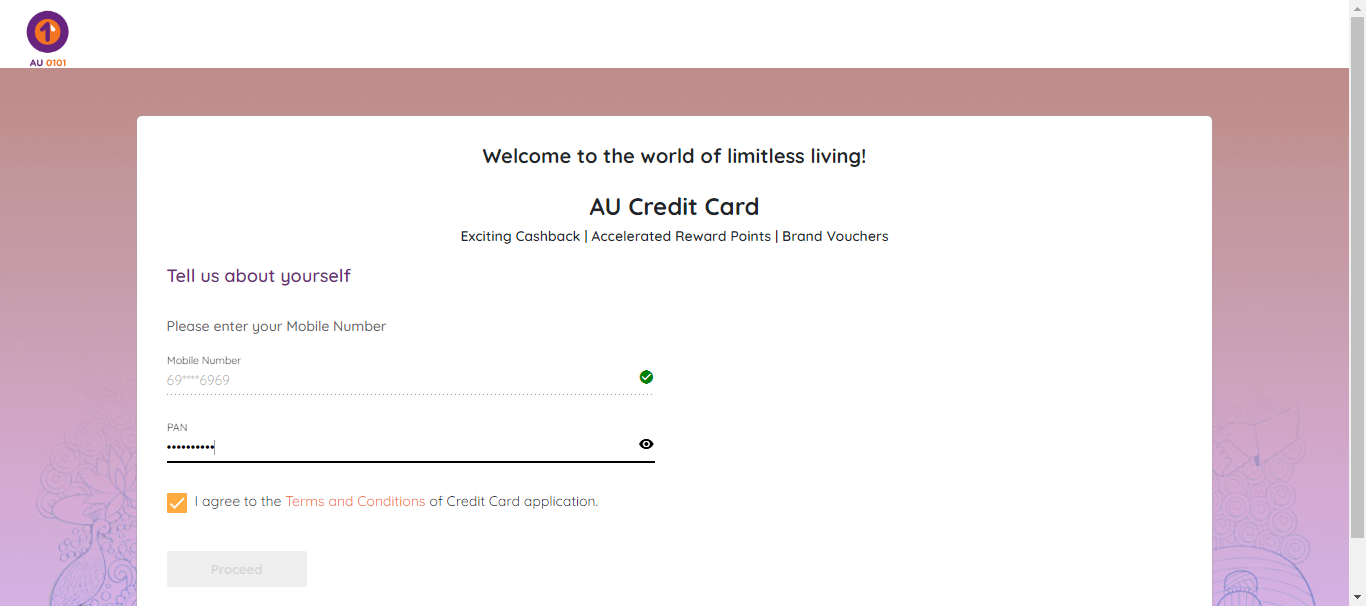 AU 0101
Welcome to the world of limitless living!
AU Credit Card
Exciting Cashback | Accelerated Reward Points | Brand Vouchers
Tell us about yourself
Please enter your Mobile Number
Mobile Number
69****6969
PAN
••••••••••
I agree to the Terms and Conditions of Credit Card application.
Proceed